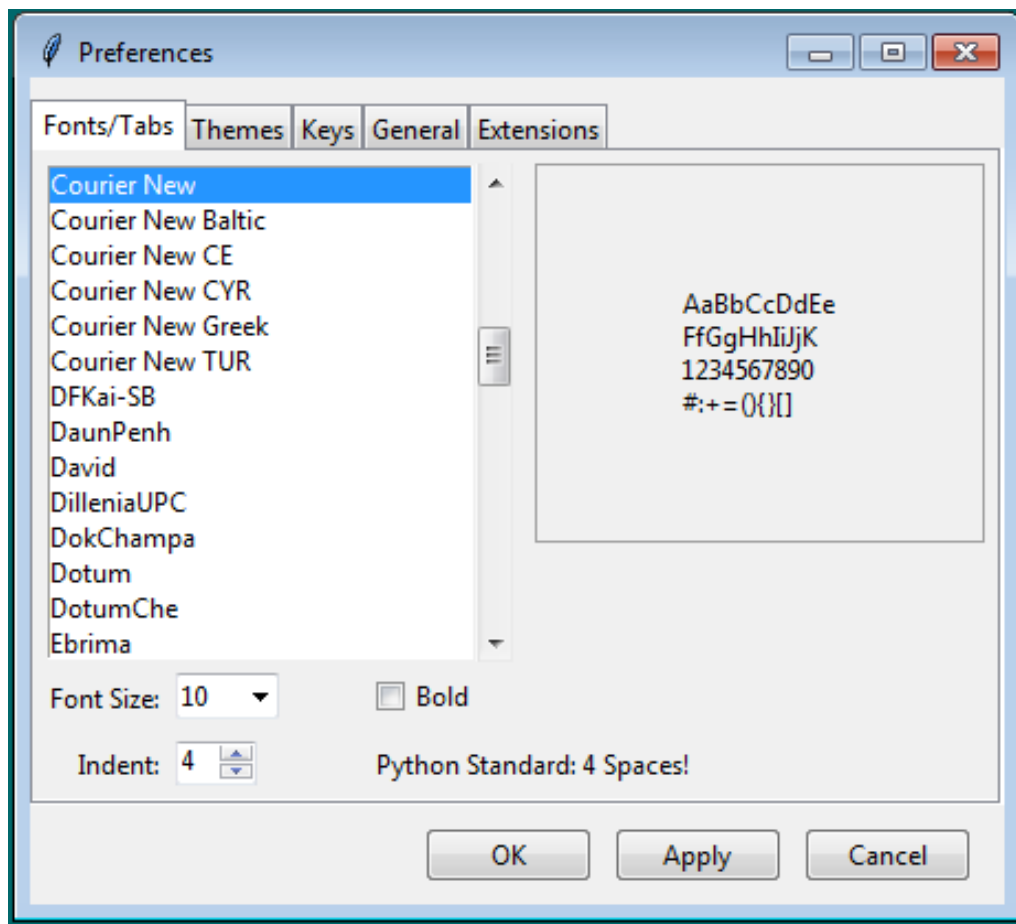 Preferences
Fonts/Tabs Themes Keys General Extensions
Courier New
Courier New Baltic
Courier New CE
Courier New CYR
Courier New Greek
Courier New TUR
DFKai-SB
DaunPenh
David
DilleniaUPC
DokChampa
Dotum
DotumChe
Ebrima
AaBbCcDdEe
FfGgHhIiJjK
1234567890
#:+=(){}[]
Font Size: 10 Bold
Indent: 4 Python Standard: 4 Spaces!
OK Apply Cancel